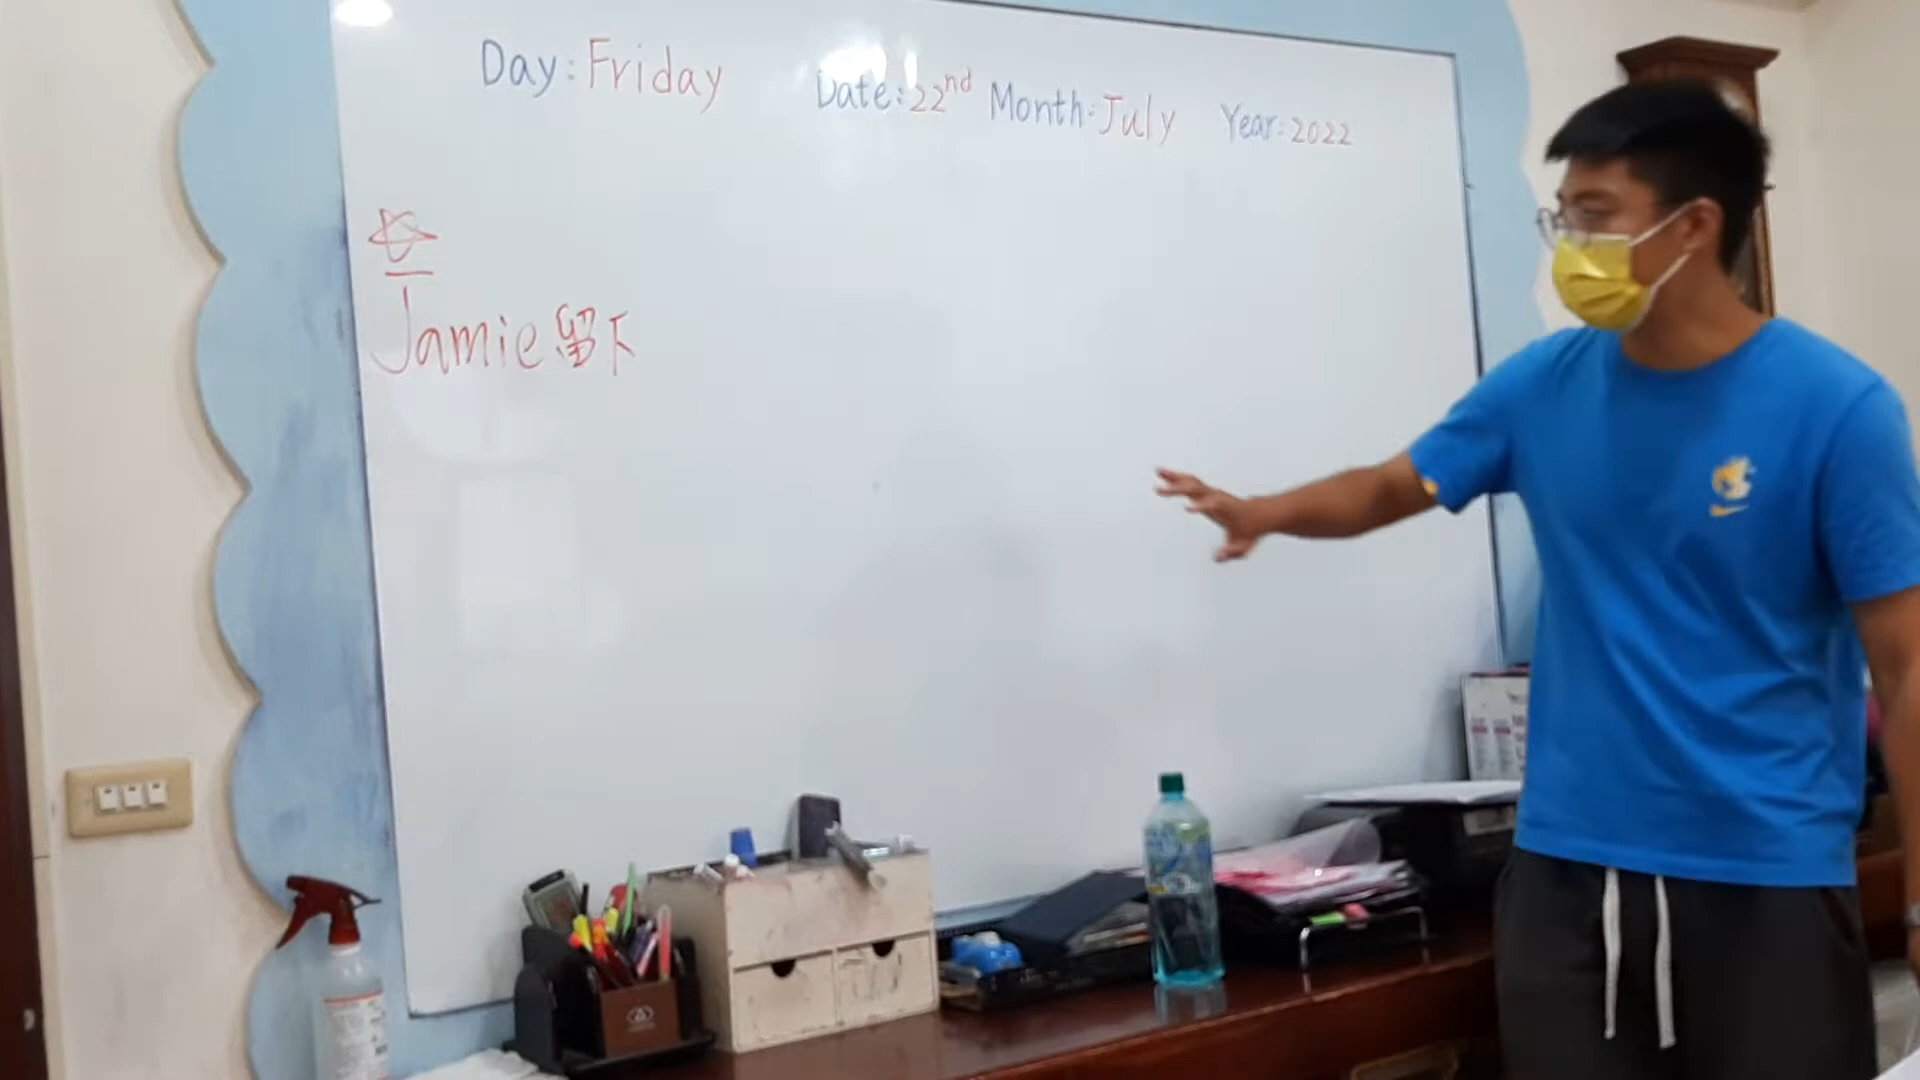 Day: Friday Date: 22nd Month: July Year: 2022
Jamie 留下